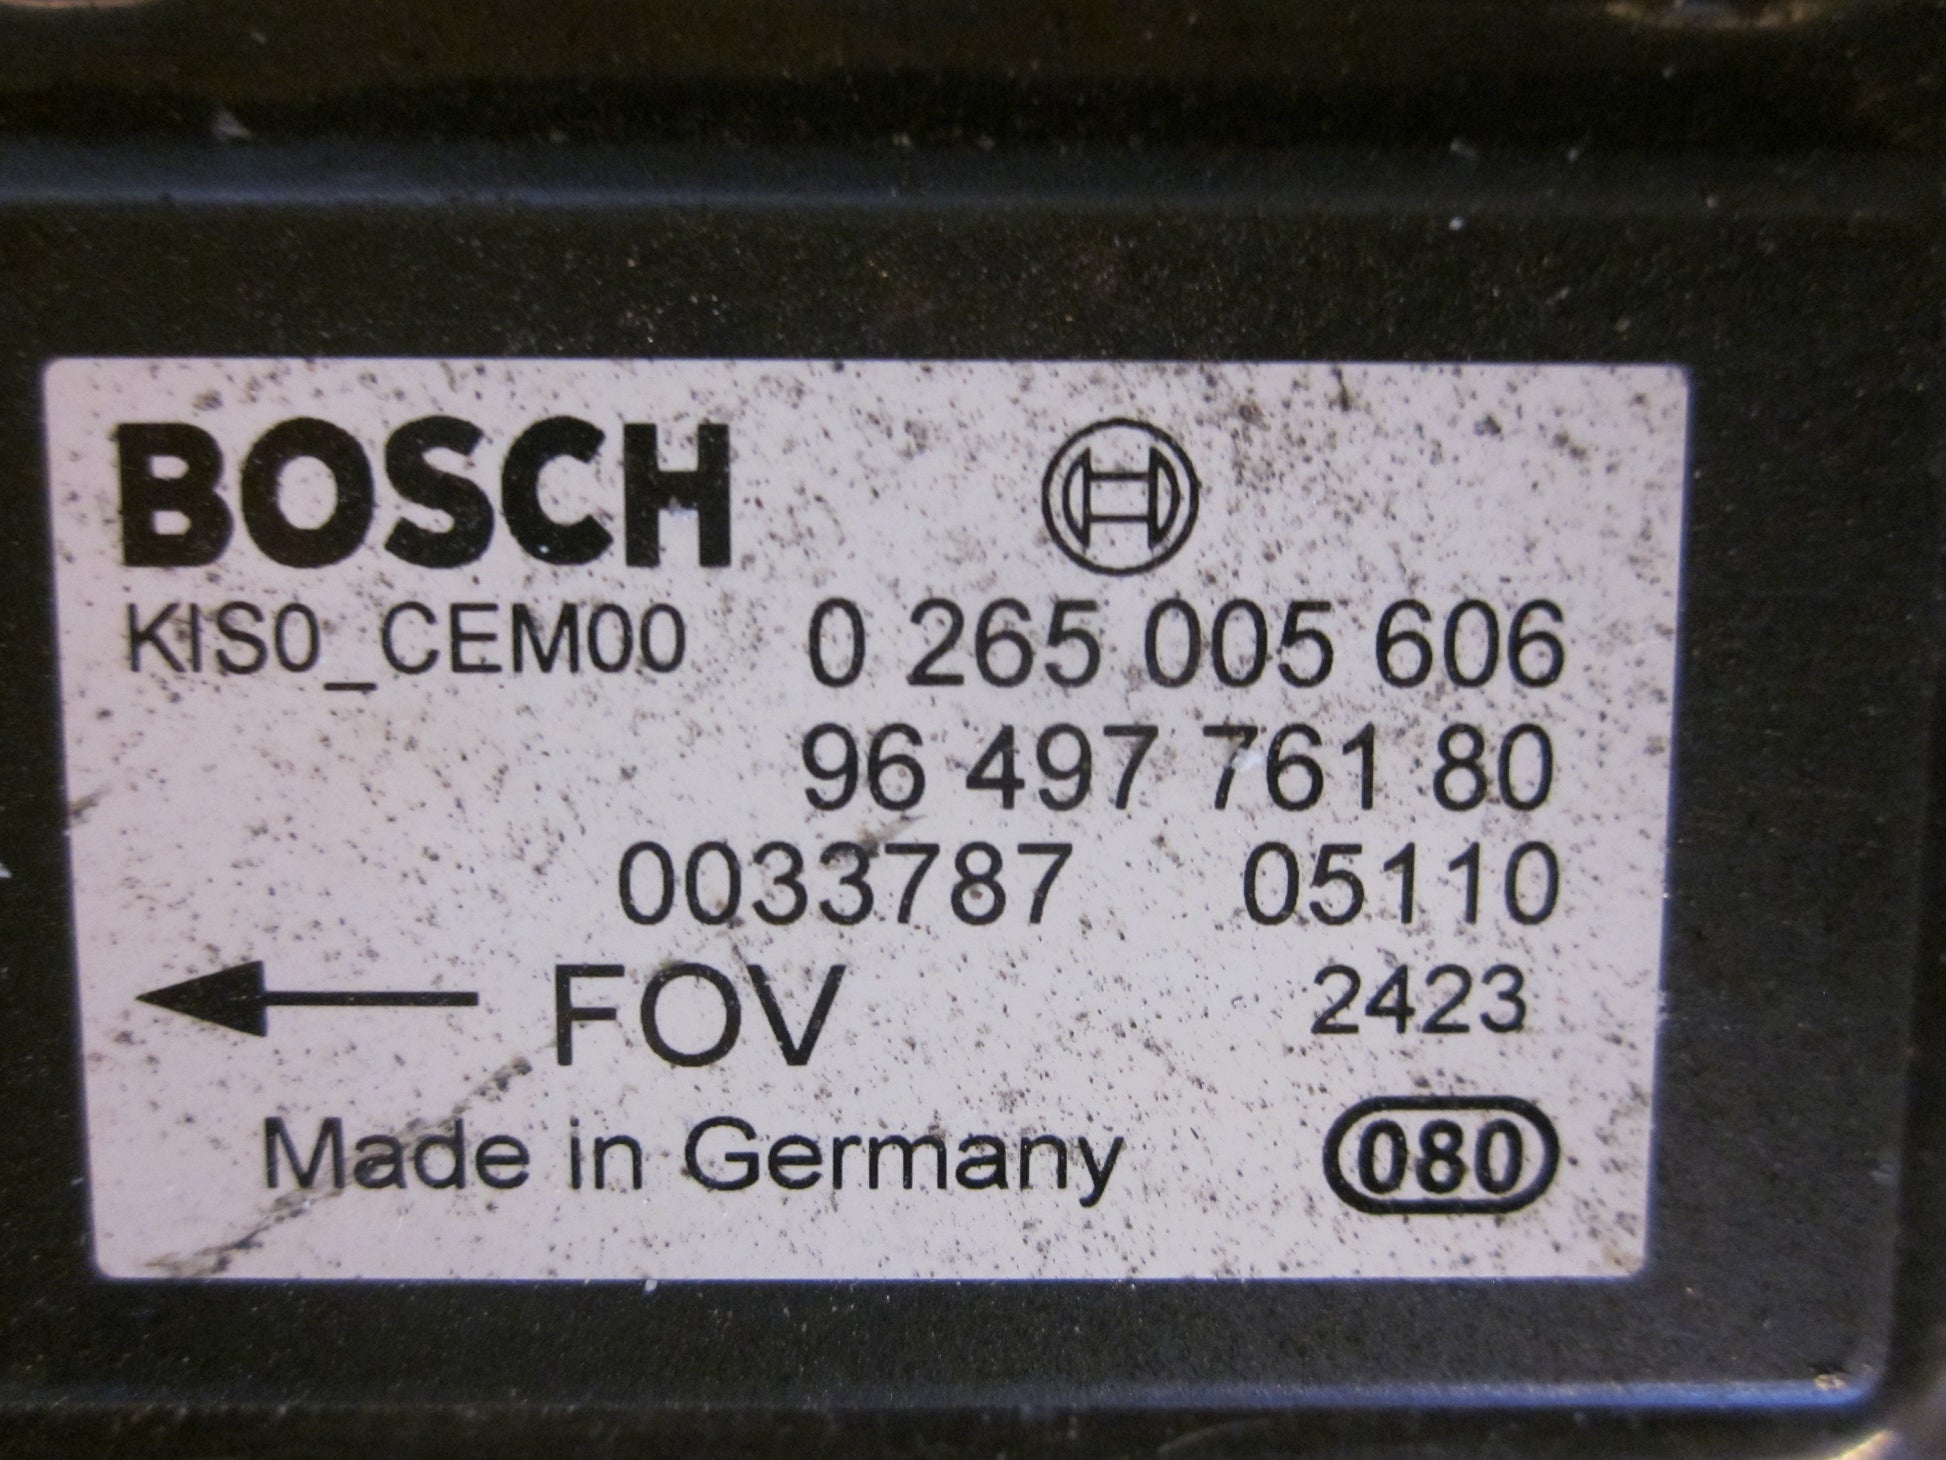 BOSCH
KIS0_CEM00 0 265 005 606
96 497 761 80
0033787 05110
FOV 2423
Made in Germany 080